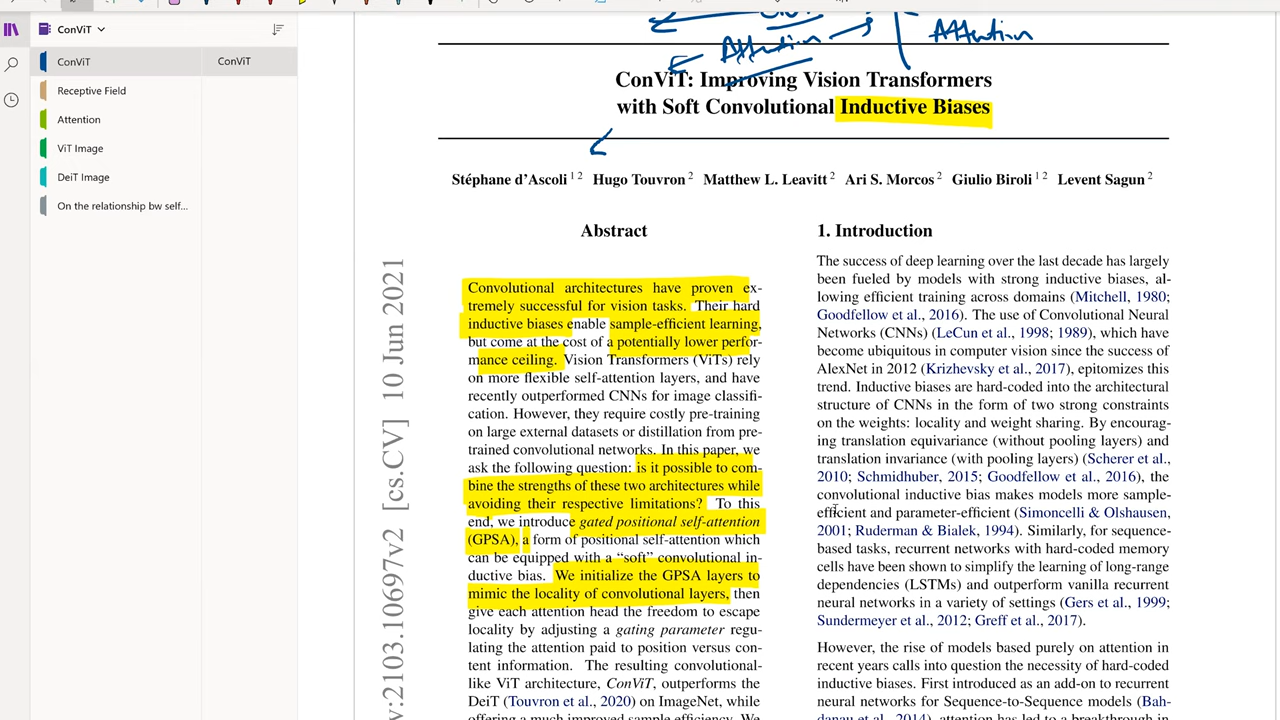 ConViT
ConViT
Receptive Field
Attention
ViT Image
DeiT Image
On the relationship bw self...
ConViT
Attention
Attention
ConViT: Improving Vision Transformers
with Soft Convolutional Inductive Biases
Stéphane d'Ascoli 1 2 Hugo Touvron 2 Matthew L. Leavitt 2 Ari S. Morcos 2 Giulio Biroli 1 2 Levent Sagun 2
v:2103.10697v2 [cs.CV] 10 Jun 2021
Abstract
Convolutional architectures have proven ex-
tremely successful for vision tasks. Their hard
inductive biases enable sample-efficient learning,
but come at the cost of a potentially lower perfor-
mance ceiling. Vision Transformers (ViTs) rely
on more flexible self-attention layers, and have
recently outperformed CNNs for image classifi-
cation. However, they require costly pre-training
on large external datasets or distillation from pre-
trained convolutional networks. In this paper, we
ask the following question: is it possible to com-
bine the strengths of these two architectures while
avoiding their respective limitations? To this
end, we introduce gated positional self-attention
(GPSA), a form of positional self-attention which
can be equipped with a “soft” convolutional in-
ductive bias. We initialize the GPSA layers to
mimic the locality of convolutional layers, then
give each attention head the freedom to escape
locality by adjusting a gating parameter regu-
lating the attention paid to position versus con-
tent information. The resulting convolutional-
like ViT architecture, ConViT, outperforms the
DeiT (Touvron et al., 2020) on ImageNet, while
offering a much improved sample efficiency. We
1. Introduction
The success of deep learning over the last decade has largely
been fueled by models with strong inductive biases, al-
lowing efficient training across domains (Mitchell, 1980;
Goodfellow et al., 2016). The use of Convolutional Neural
Networks (CNNs) (LeCun et al., 1998; 1989), which have
become ubiquitous in computer vision since the success of
AlexNet in 2012 (Krizhevsky et al., 2017), epitomizes this
trend. Inductive biases are hard-coded into the architectural
structure of CNNs in the form of two strong constraints
on the weights: locality and weight sharing. By encourag-
ing translation equivariance (without pooling layers) and
translation invariance (with pooling layers) (Scherer et al.,
2010; Schmidhuber, 2015; Goodfellow et al., 2016), the
convolutional inductive bias makes models more sample-
efficient and parameter-efficient (Simoncelli & Olshausen,
2001; Ruderman & Bialek, 1994). Similarly, for sequence-
based tasks, recurrent networks with hard-coded memory
cells have been shown to simplify the learning of long-range
dependencies (LSTMs) and outperform vanilla recurrent
neural networks in a variety of settings (Gers et al., 1999;
Sundermeyer et al., 2012; Greff et al., 2017).
However, the rise of models based purely on attention in
recent years calls into question the necessity of hard-coded
inductive biases. First introduced as an add-on to recurrent
neural networks for Sequence-to-Sequence models (Bah-
danau et al., 2014), attention has led to a breakthrough in